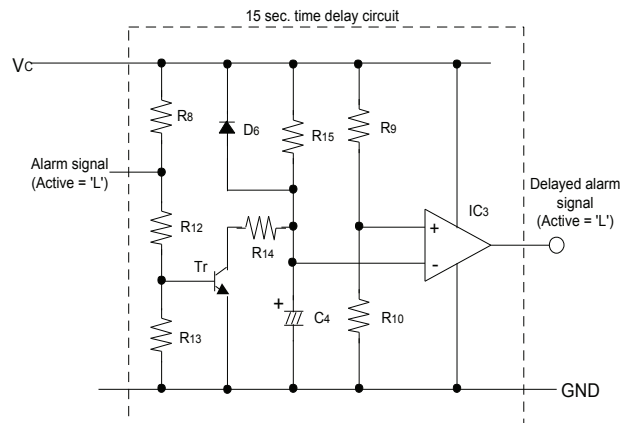 15 sec. time delay circuit
Vc
R8
D6
R15
R9
Alarm signal
(Active = 'L')
Delayed alarm
signal
(Active = 'L')
IC3
+
R12
R14
-
Tr
+
C4
R10
R13
GND